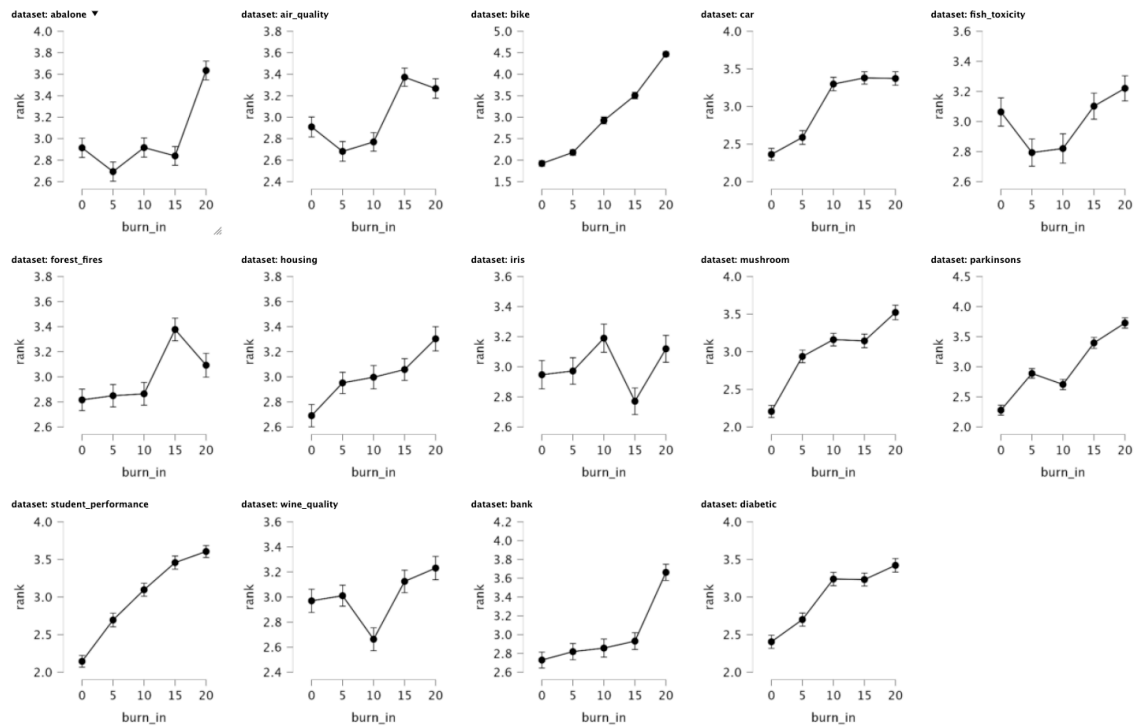 dataset: abalone ▼
4.0
3.8
3.6
3.4
3.2
3.0
2.8
2.6
rank
0 5 10 15 20
burn_in
dataset: air_quality
3.8
3.6
3.4
3.2
3.0
2.8
2.6
2.4
rank
0 5 10 15 20
burn_in
dataset: bike
5.0
4.5
4.0
3.5
3.0
2.5
2.0
1.5
rank
0 5 10 15 20
burn_in
dataset: car
4.0
3.5
3.0
2.5
2.0
rank
0 5 10 15 20
burn_in
dataset: fish_toxicity
3.6
3.4
3.2
3.0
2.8
2.6
rank
0 5 10 15 20
burn_in
dataset: forest_fires
3.8
3.6
3.4
3.2
3.0
2.8
2.6
rank
0 5 10 15 20
burn_in
dataset: housing
3.8
3.6
3.4
3.2
3.0
2.8
2.6
rank
0 5 10 15 20
burn_in
dataset: iris
3.6
3.4
3.2
3.0
2.8
2.6
rank
0 5 10 15 20
burn_in
dataset: mushroom
4.0
3.5
3.0
2.5
2.0
rank
0 5 10 15 20
burn_in
dataset: parkinsons
4.5
4.0
3.5
3.0
2.5
2.0
rank
0 5 10 15 20
burn_in
dataset: student_performance
4.0
3.5
3.0
2.5
2.0
rank
0 5 10 15 20
burn_in
dataset: wine_quality
3.6
3.4
3.2
3.0
2.8
2.6
2.4
rank
0 5 10 15 20
burn_in
dataset: bank
4.2
4.0
3.8
3.6
3.4
3.2
3.0
2.8
2.6
rank
0 5 10 15 20
burn_in
dataset: diabetic
4.0
3.5
3.0
2.5
2.0
rank
0 5 10 15 20
burn_in